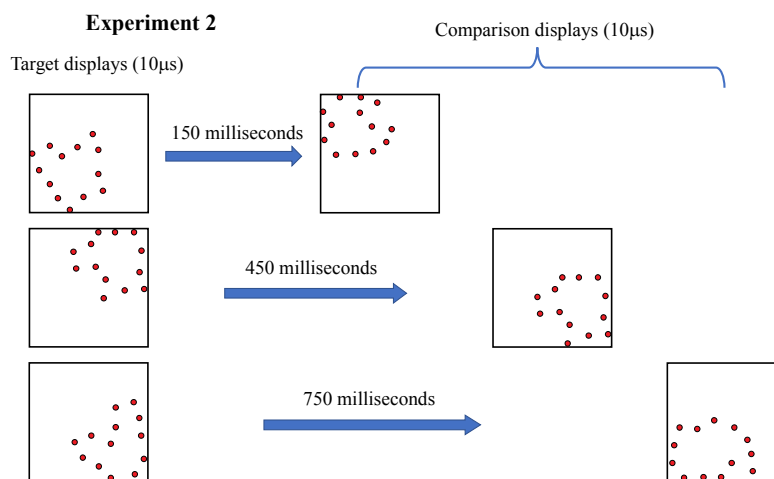 Experiment 2
Comparison displays (10μs)
Target displays (10μs)
150 milliseconds
450 milliseconds
750 milliseconds